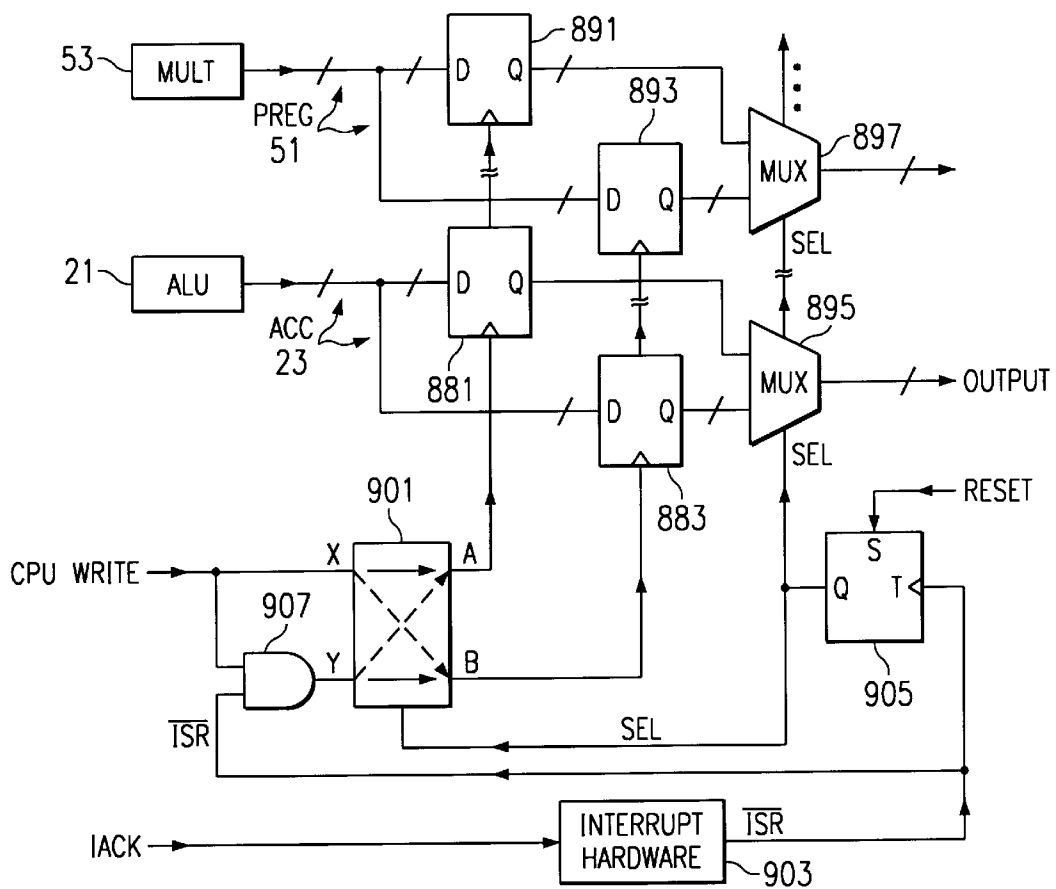 891
53
MULT
D Q
PREG
51
893
MUX
897
D Q
SEL
21
ALU
D Q
ACC
23
881
895
MUX
OUTPUT
D Q
SEL
883
901
RESET
S
Q T
905
CPU WRITE
X A
907
Y B
ISR
SEL
IACK
INTERRUPT
HARDWARE
ISR
903